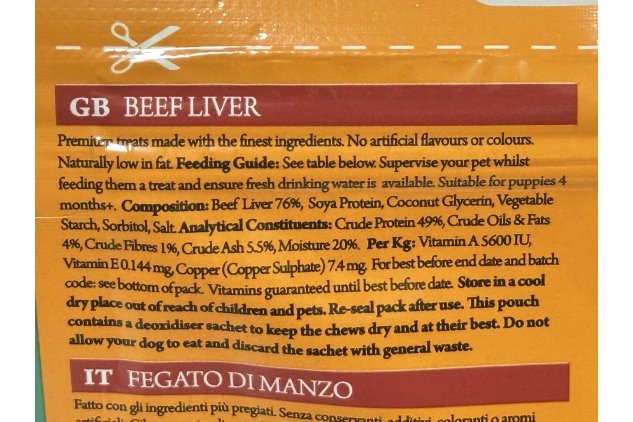 GB BEEF LIVER
Premium treats made with the finest ingredients. No artificial flavours or colours.
Naturally low in fat. Feeding Guide: See table below. Supervise your pet whilst
feeding them a treat and ensure fresh drinking water is available. Suitable for puppies 4
months+. Composition: Beef Liver 76%, Soya Protein, Coconut Glycerin, Vegetable
Starch, Sorbitol, Salt. Analytical Constituents: Crude Protein 49%, Crude Oils & Fats
4%, Crude Fibres 1%, Crude Ash 5.5%, Moisture 20%. Per Kg: Vitamin A 5600 IU,
Vitamin E 0.144 mg, Copper (Copper Sulphate) 7.4 mg. For best before end date and batch
code: see bottom of pack. Vitamins guaranteed until best before date. Store in a cool
dry place out of reach of children and pets. Re-seal pack after use. This pouch
contains a deoxidiser sachet to keep the chews dry and at their best. Do not
allow your dog to eat and discard the sachet with general waste.
IT FEGATO DI MANZO
Fatto con gli ingredienti più pregiati. Senza conservanti, additivi, coloranti o aromi